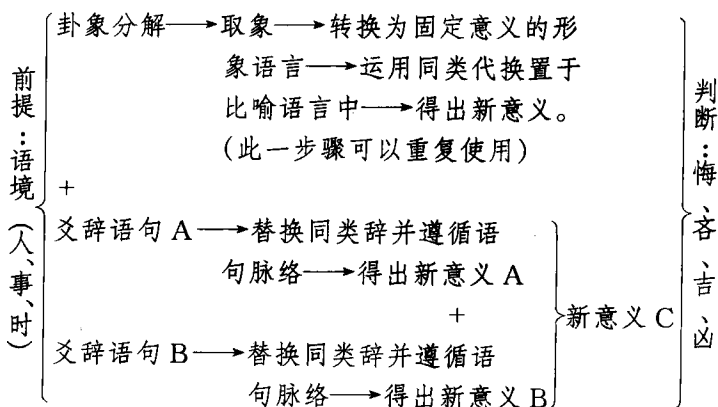 前提：语境（人、事、时）
卦象分解→取象→转换为固定意义的形
象语言→运用同类代换置于
比喻语言中→得出新意义。
（此一步骤可以重复使用）
+
爻辞语句 A→替换同类辞并遵循语
句脉络→得出新意义 A
+
爻辞语句 B→替换同类辞并遵循语
句脉络→得出新意义 B
新意义 C
判断：悔、吝、吉、凶